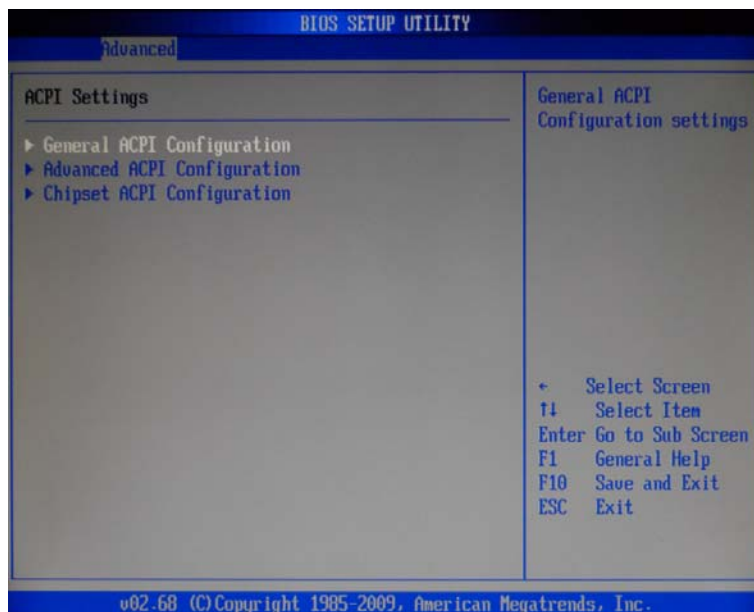 BIOS SETUP UTILITY
Advanced
ACPI Settings
▶ General ACPI Configuration
▶ Advanced ACPI Configuration
▶ Chipset ACPI Configuration
General ACPI
Configuration settings
← Select Screen
↑↓ Select Item
Enter Go to Sub Screen
F1 General Help
F10 Save and Exit
ESC Exit
v02.68 (C)Copyright 1985-2009, American Megatrends, Inc.